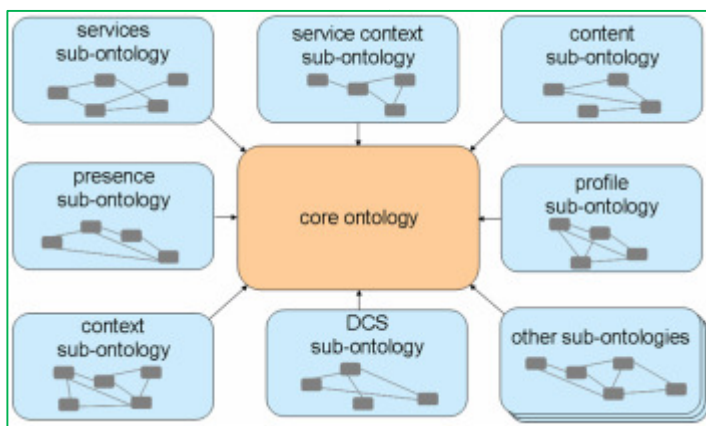 services
sub-ontology
service context
sub-ontology
content
sub-ontology
presence
sub-ontology
core ontology
profile
sub-ontology
context
sub-ontology
DCS
sub-ontology
other sub-ontologies